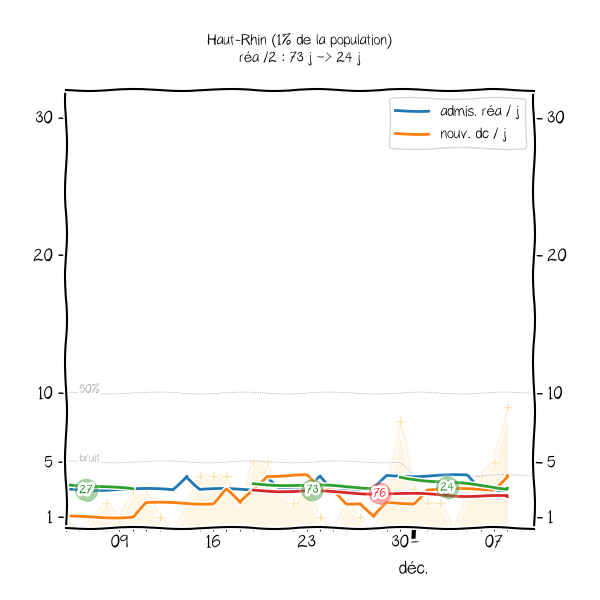 Haut-Rhin (1% de la population)
réa /2 : 73 j -> 24 j
admis. réa / j
nouv. dc / j
30 30
20 20
10 50% 10
5 bruit 5
27 73 76 24
1 1
09 16 23 30 07
déc.